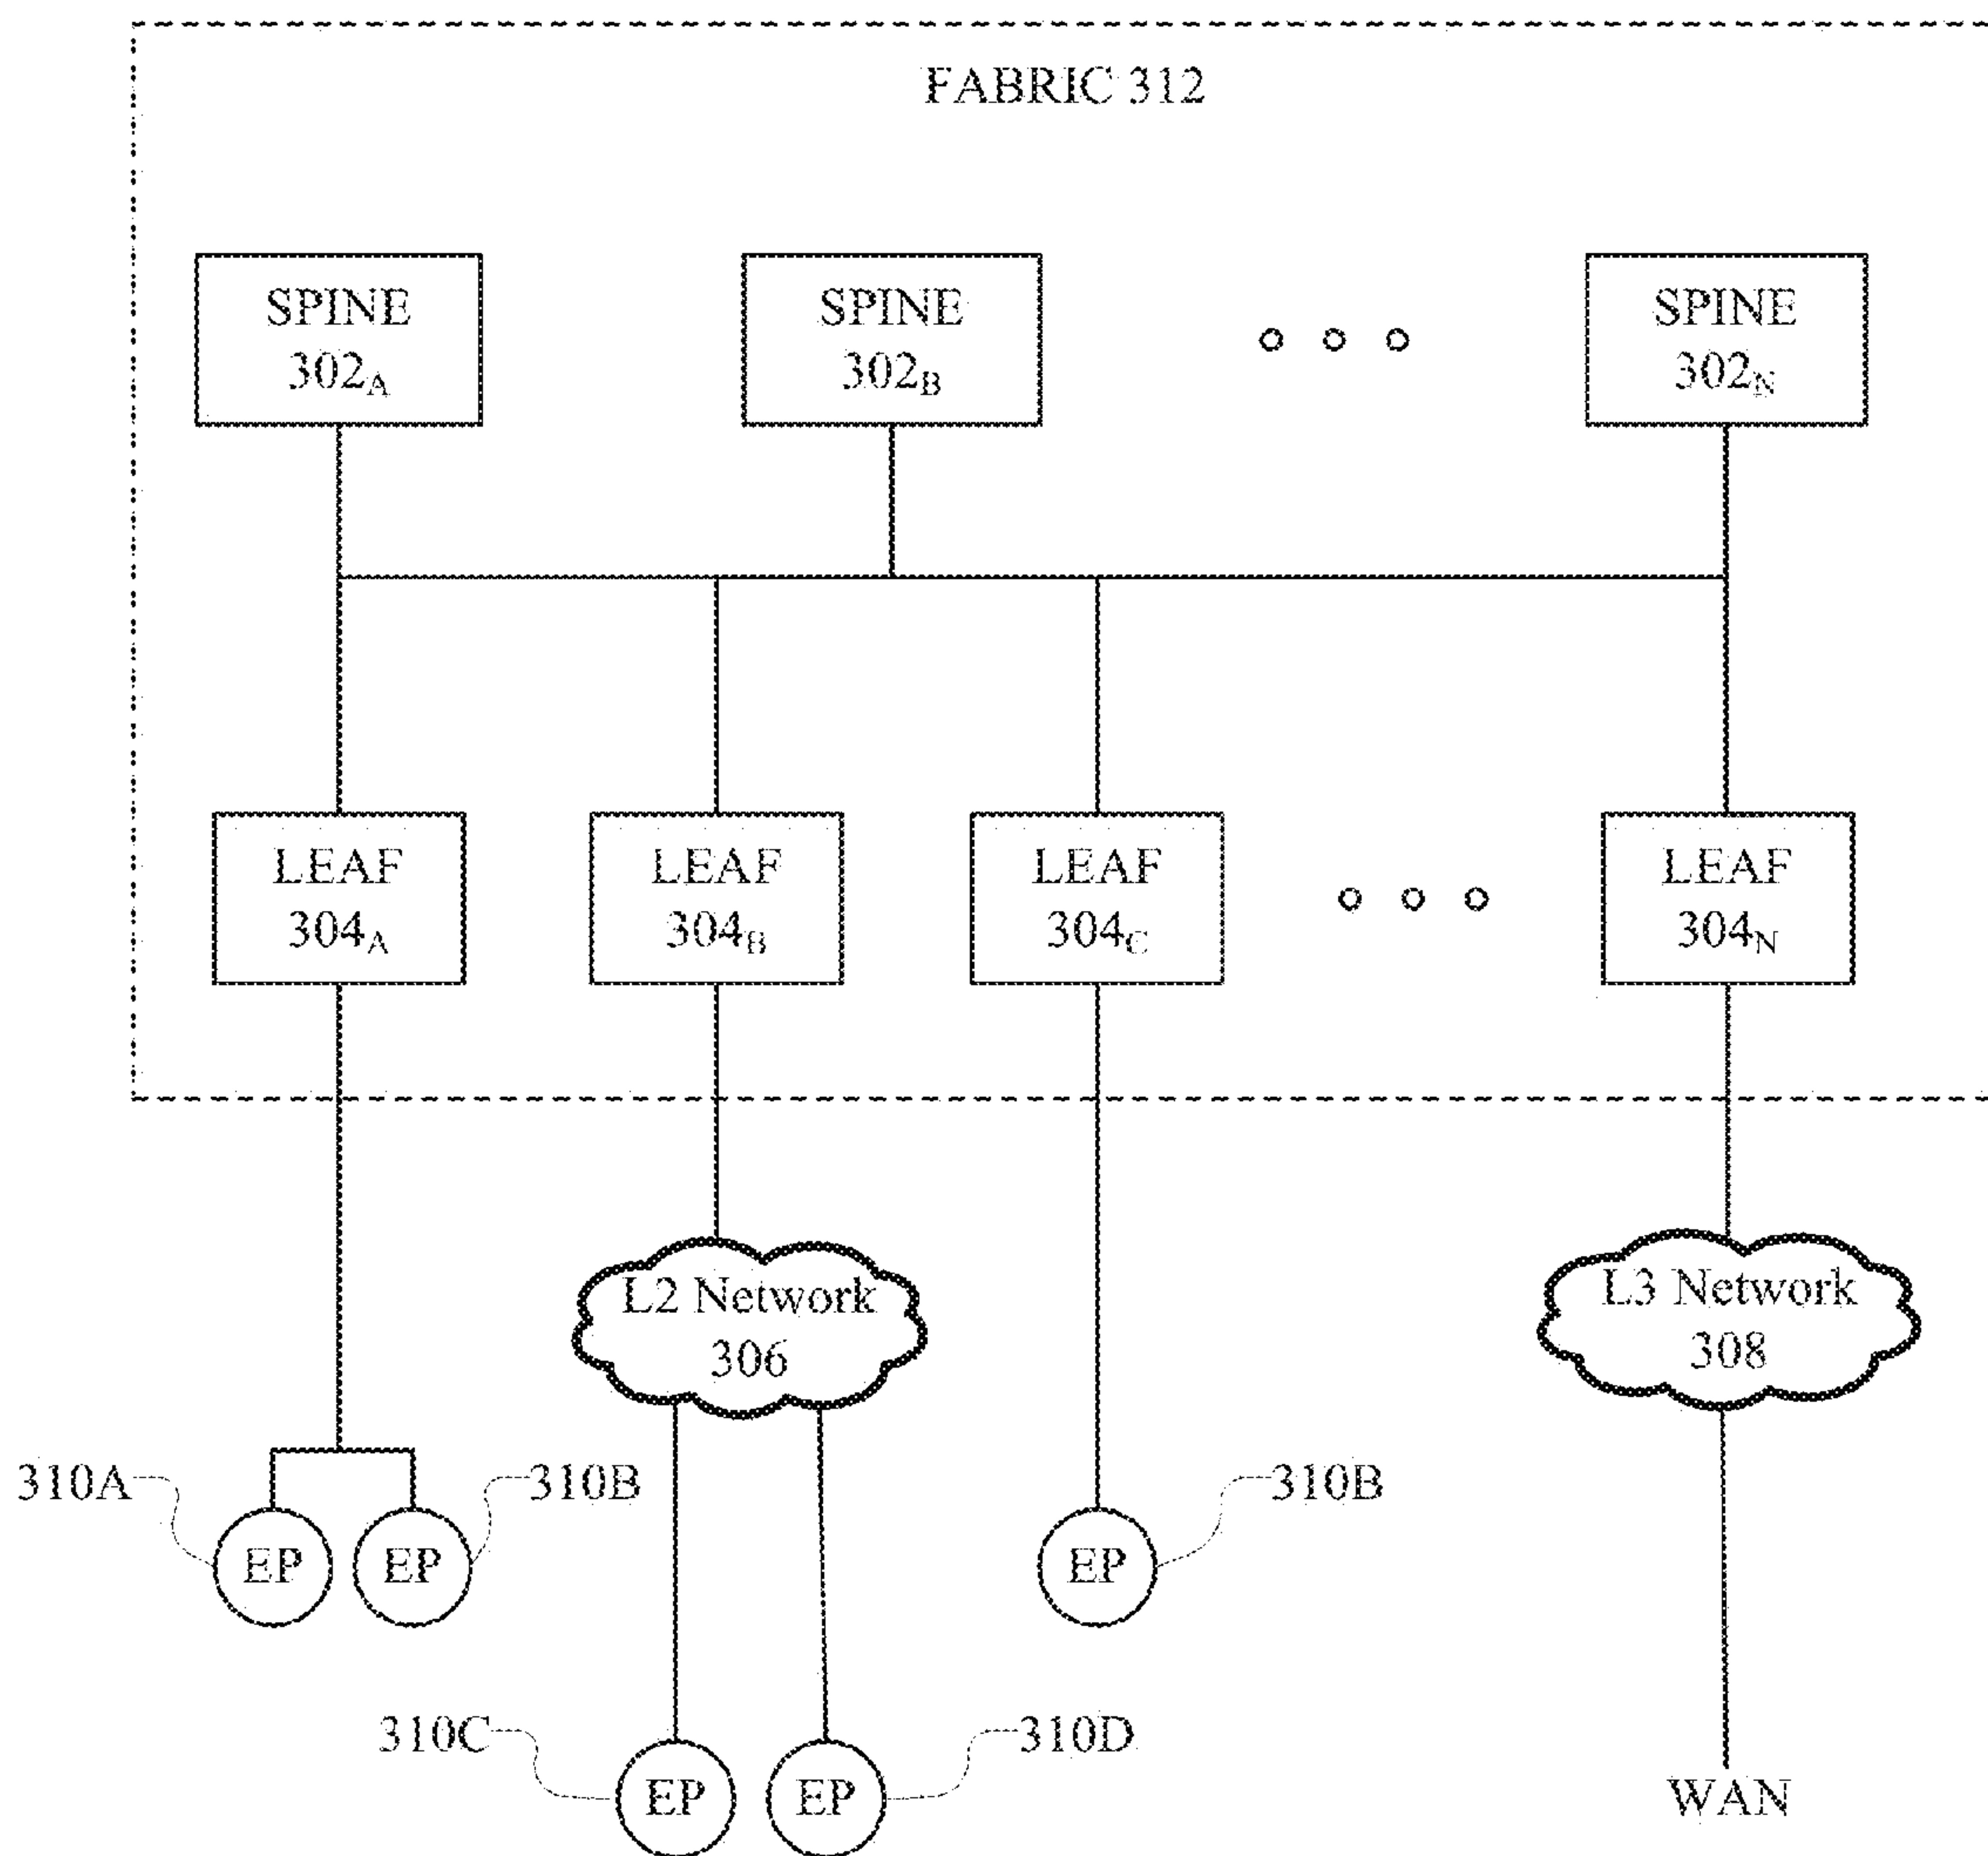 FABRIC 312
SPINE
302A
SPINE
302B
SPINE
302N
LEAF
304A
LEAF
304B
LEAF
304C
LEAF
304N
L2 Network
306
L3 Network
308
310A
310B
310B
EP
EP
EP
310C
310D
EP
EP
WAN